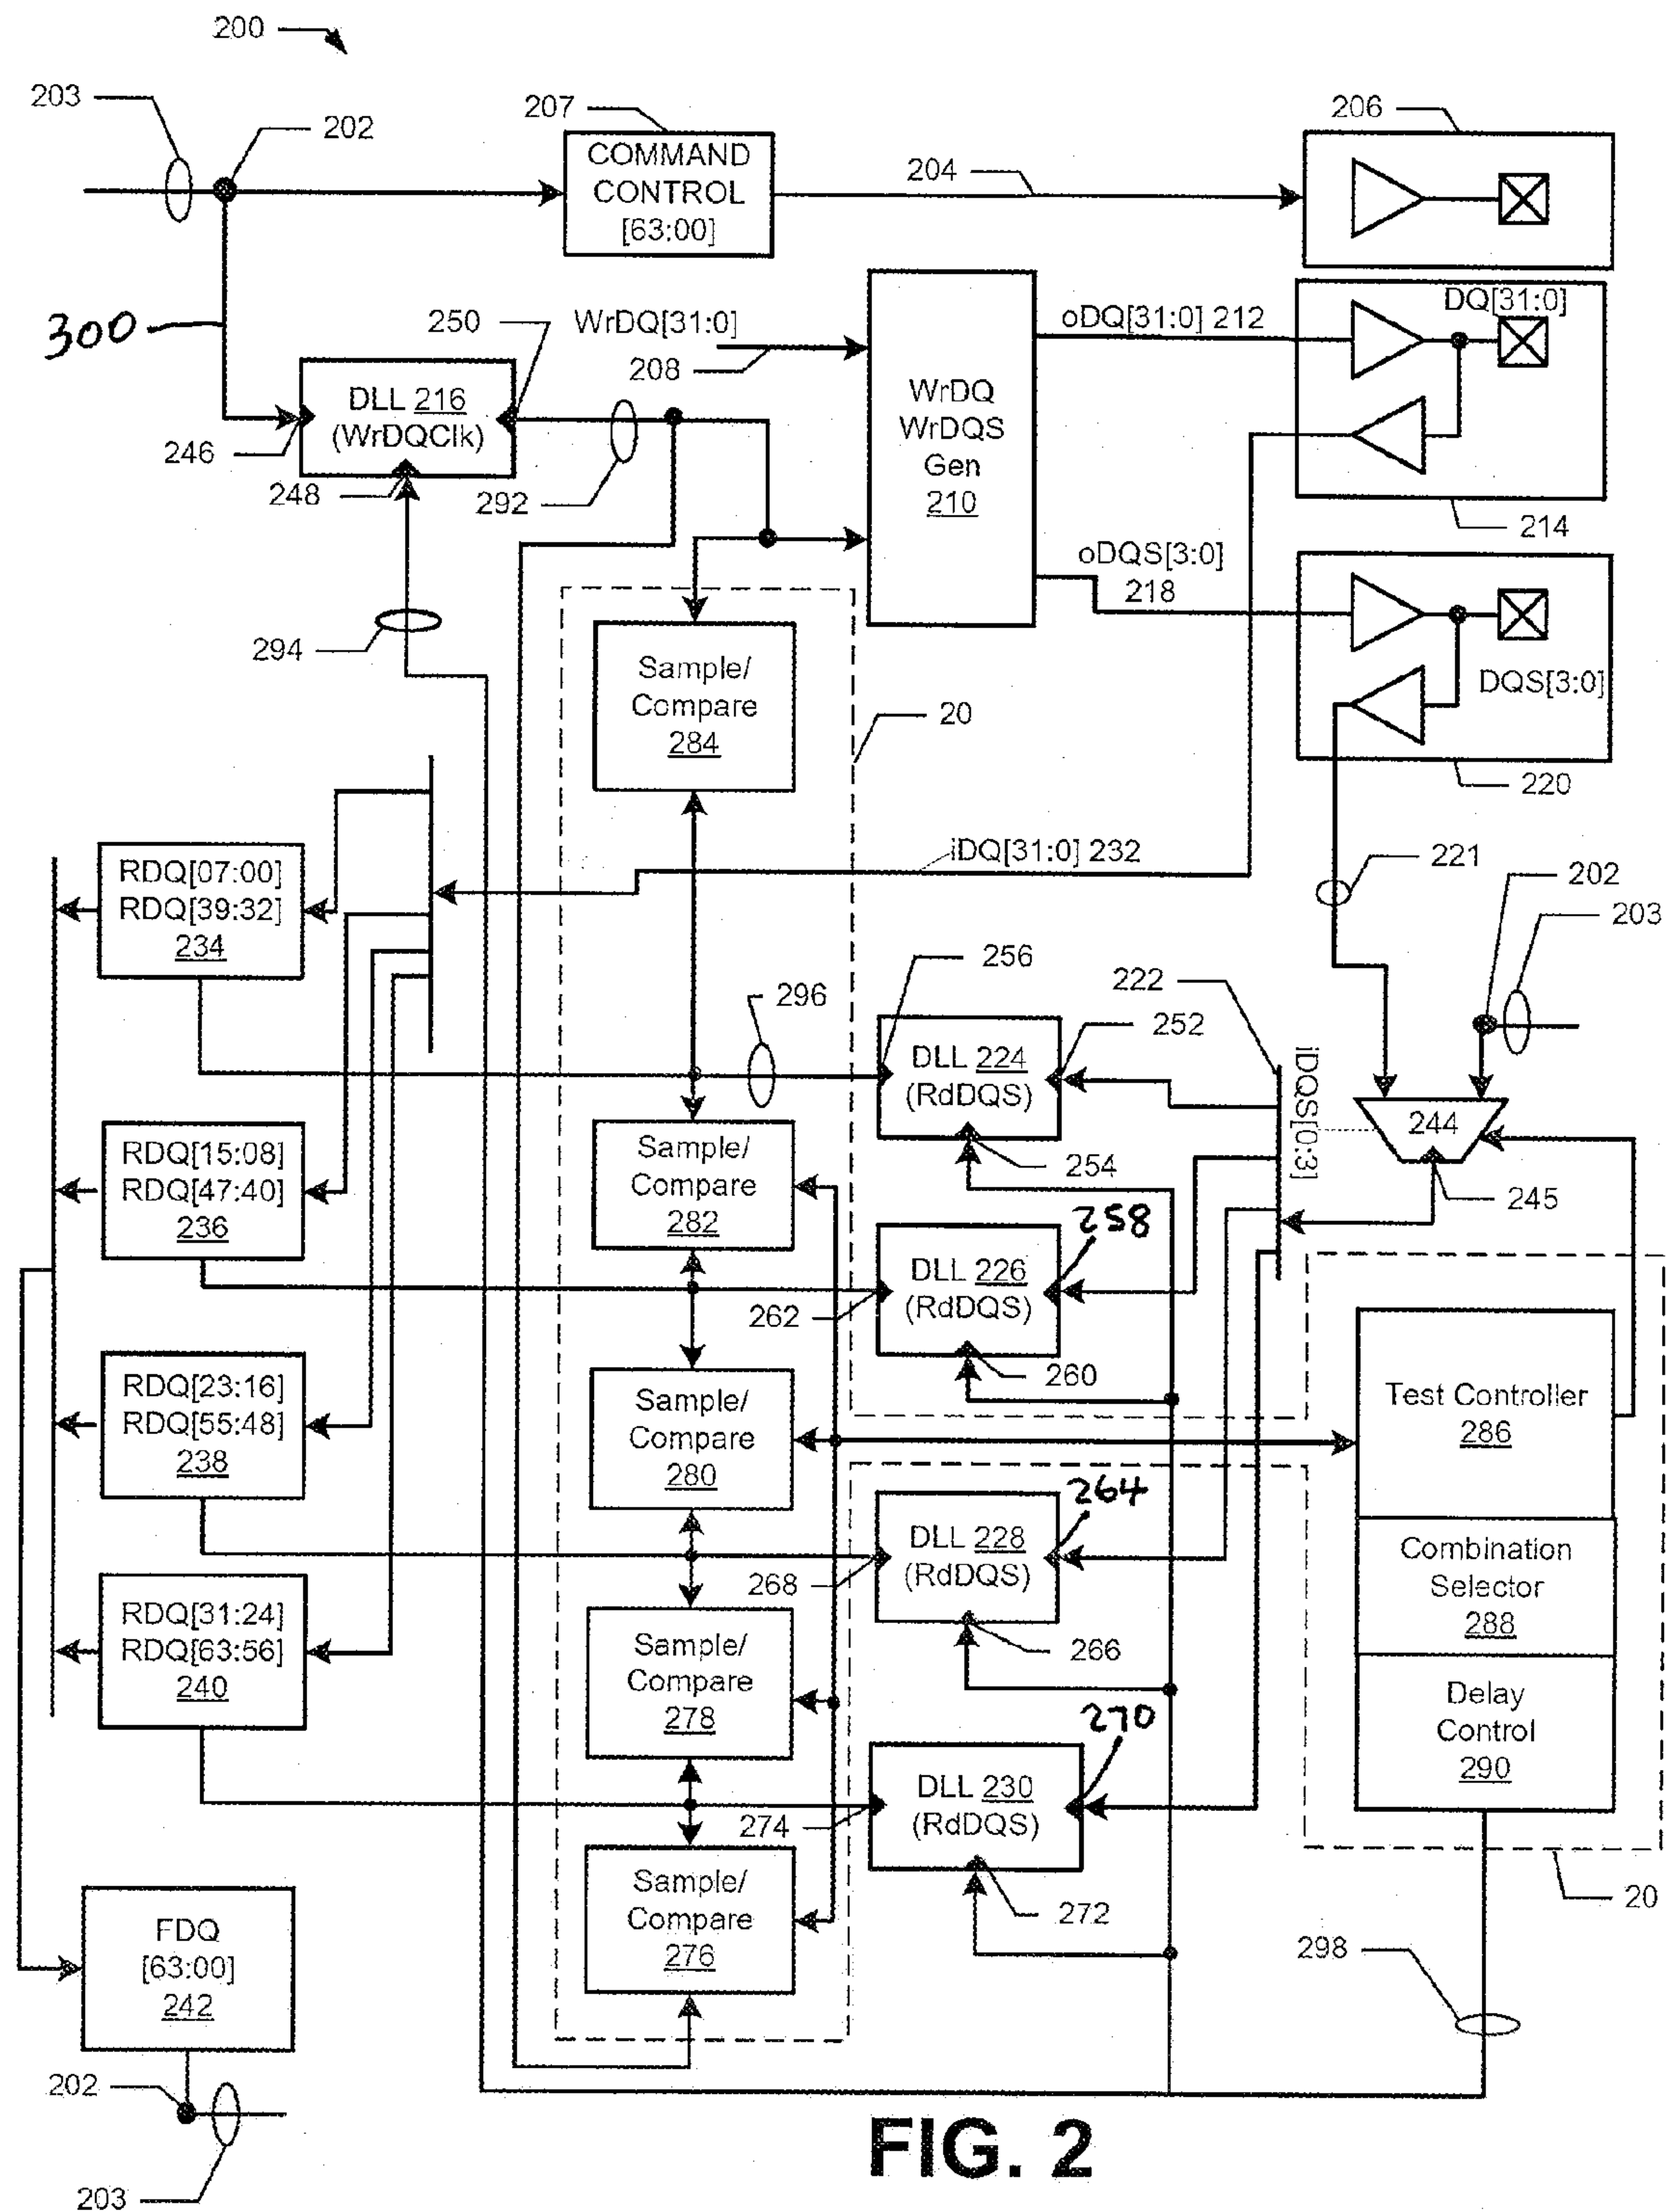 200
203
202
207
206
COMMAND
CONTROL
[63:00]
204
300
250
WrDQ[31:0]
208
oDQ[31:0] 212
DQ[31:0]
DLL 216
(WrDQClk)
246
248
292
WrDQ
WrDQS
Gen
210
214
oDQS[3:0]
218
294
Sample/
Compare
284
20
DQS[3:0]
220
iDQ[31:0] 232
221
202
203
RDQ[07:00]
RDQ[39:32]
234
296
256
222
252
DLL 224
(RdDQS)
254
iDQS[0:3]
244
245
RDQ[15:08]
RDQ[47:40]
236
Sample/
Compare
282
258
DLL 226
(RdDQS)
262
260
RDQ[23:16]
RDQ[55:48]
238
Sample/
Compare
280
Test Controller
286
264
DLL 228
(RdDQS)
268
266
Combination
Selector
288
RDQ[31:24]
RDQ[63:56]
240
Sample/
Compare
278
270
DLL 230
(RdDQS)
274
272
Delay
Control
290
Sample/
Compare
276
20
298
FDQ
[63:00]
242
202
203
FIG. 2